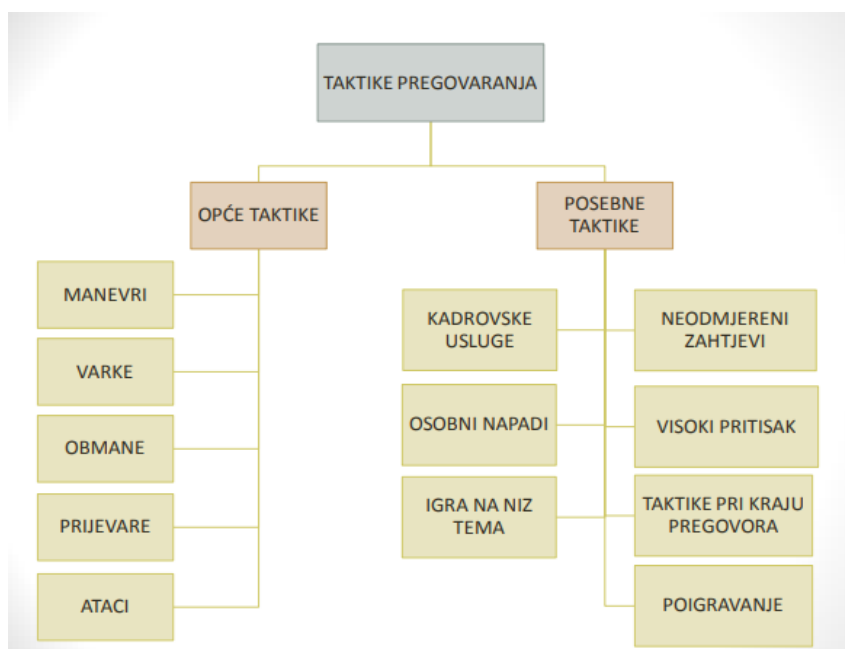 TAKTIKE PREGOVARANJA
OPĆE TAKTIKE
MANEVRI
VARKE
OBMANE
PRIJEVARE
ATACI
POSEBNE
TAKTIKE
KADROVSKE
USLUGE
OSOBNI NAPADI
IGRA NA NIZ
TEMA
NEODMJERENI
ZAHTJEVI
VISOKI PRITISAK
TAKTIKE PRI KRAJU
PREGOVORA
POIGRAVANJE